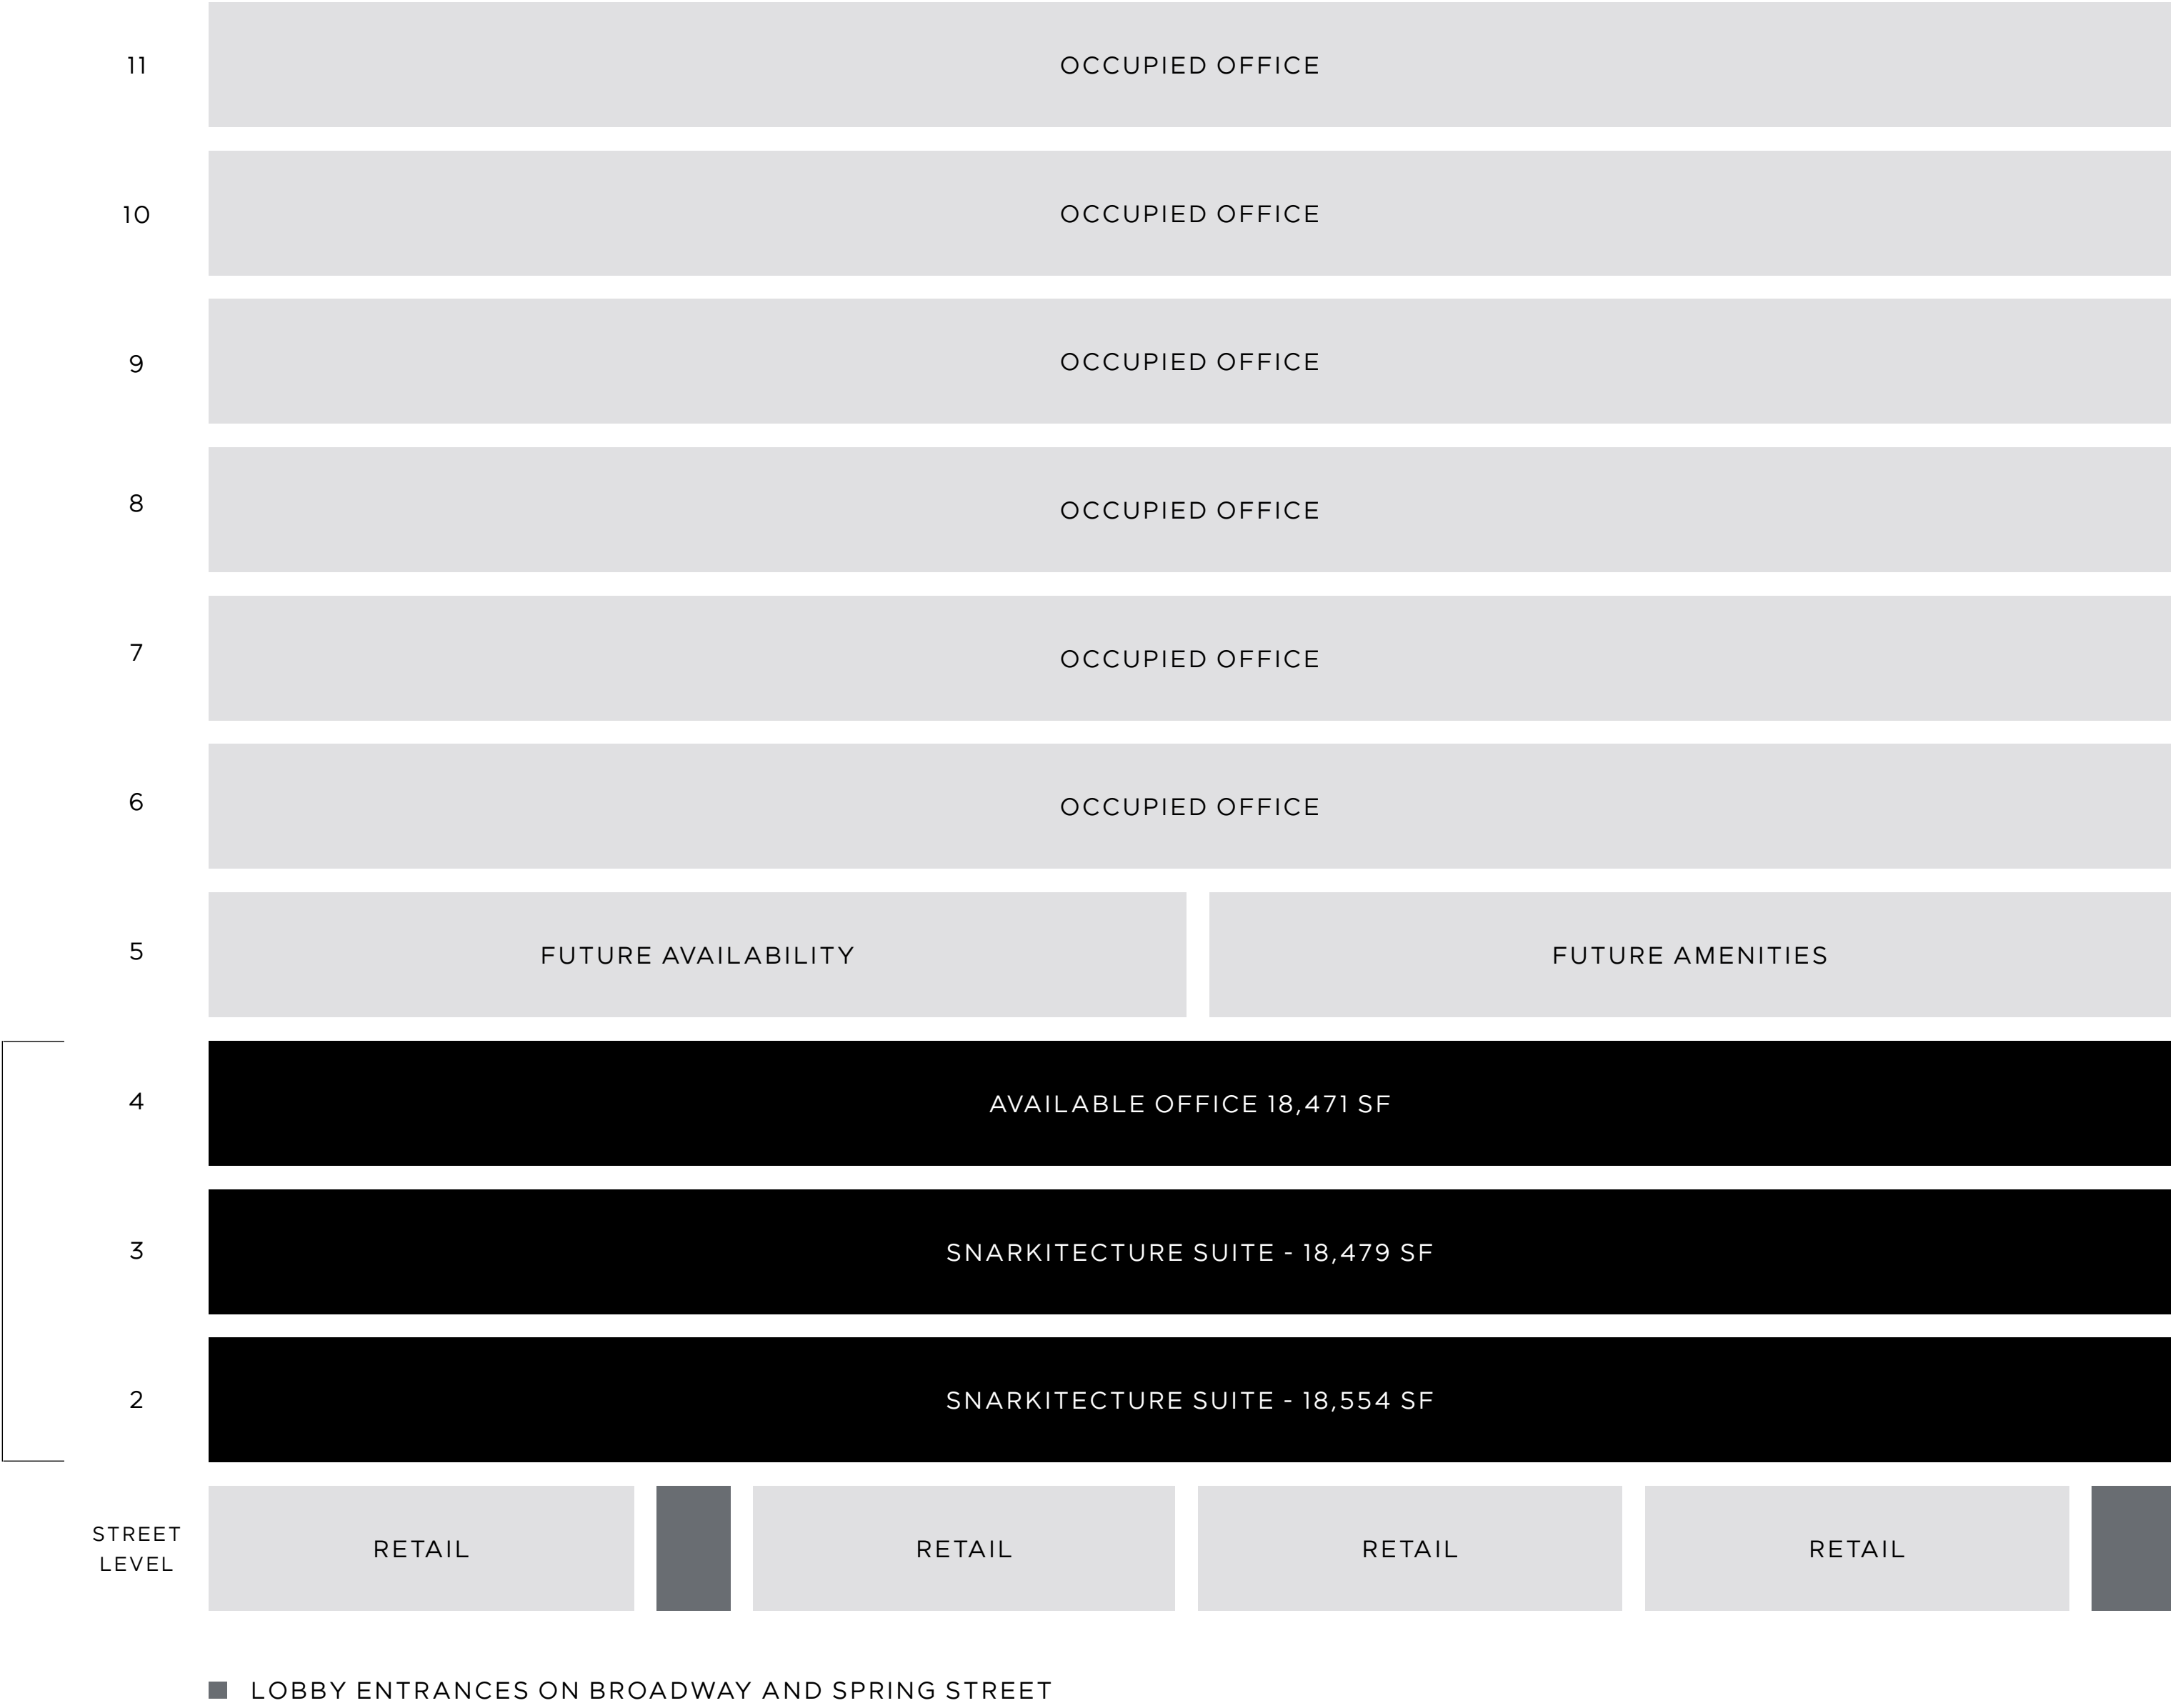 11
OCCUPIED OFFICE
10
OCCUPIED OFFICE
9
OCCUPIED OFFICE
8
OCCUPIED OFFICE
7
OCCUPIED OFFICE
6
OCCUPIED OFFICE
5
FUTURE AVAILABILITY
FUTURE AMENITIES
4
AVAILABLE OFFICE 18,471 SF
3
SNARKITECTURE SUITE - 18,479 SF
2
SNARKITECTURE SUITE - 18,554 SF
STREET
LEVEL
RETAIL
RETAIL
RETAIL
RETAIL
LOBBY ENTRANCES ON BROADWAY AND SPRING STREET